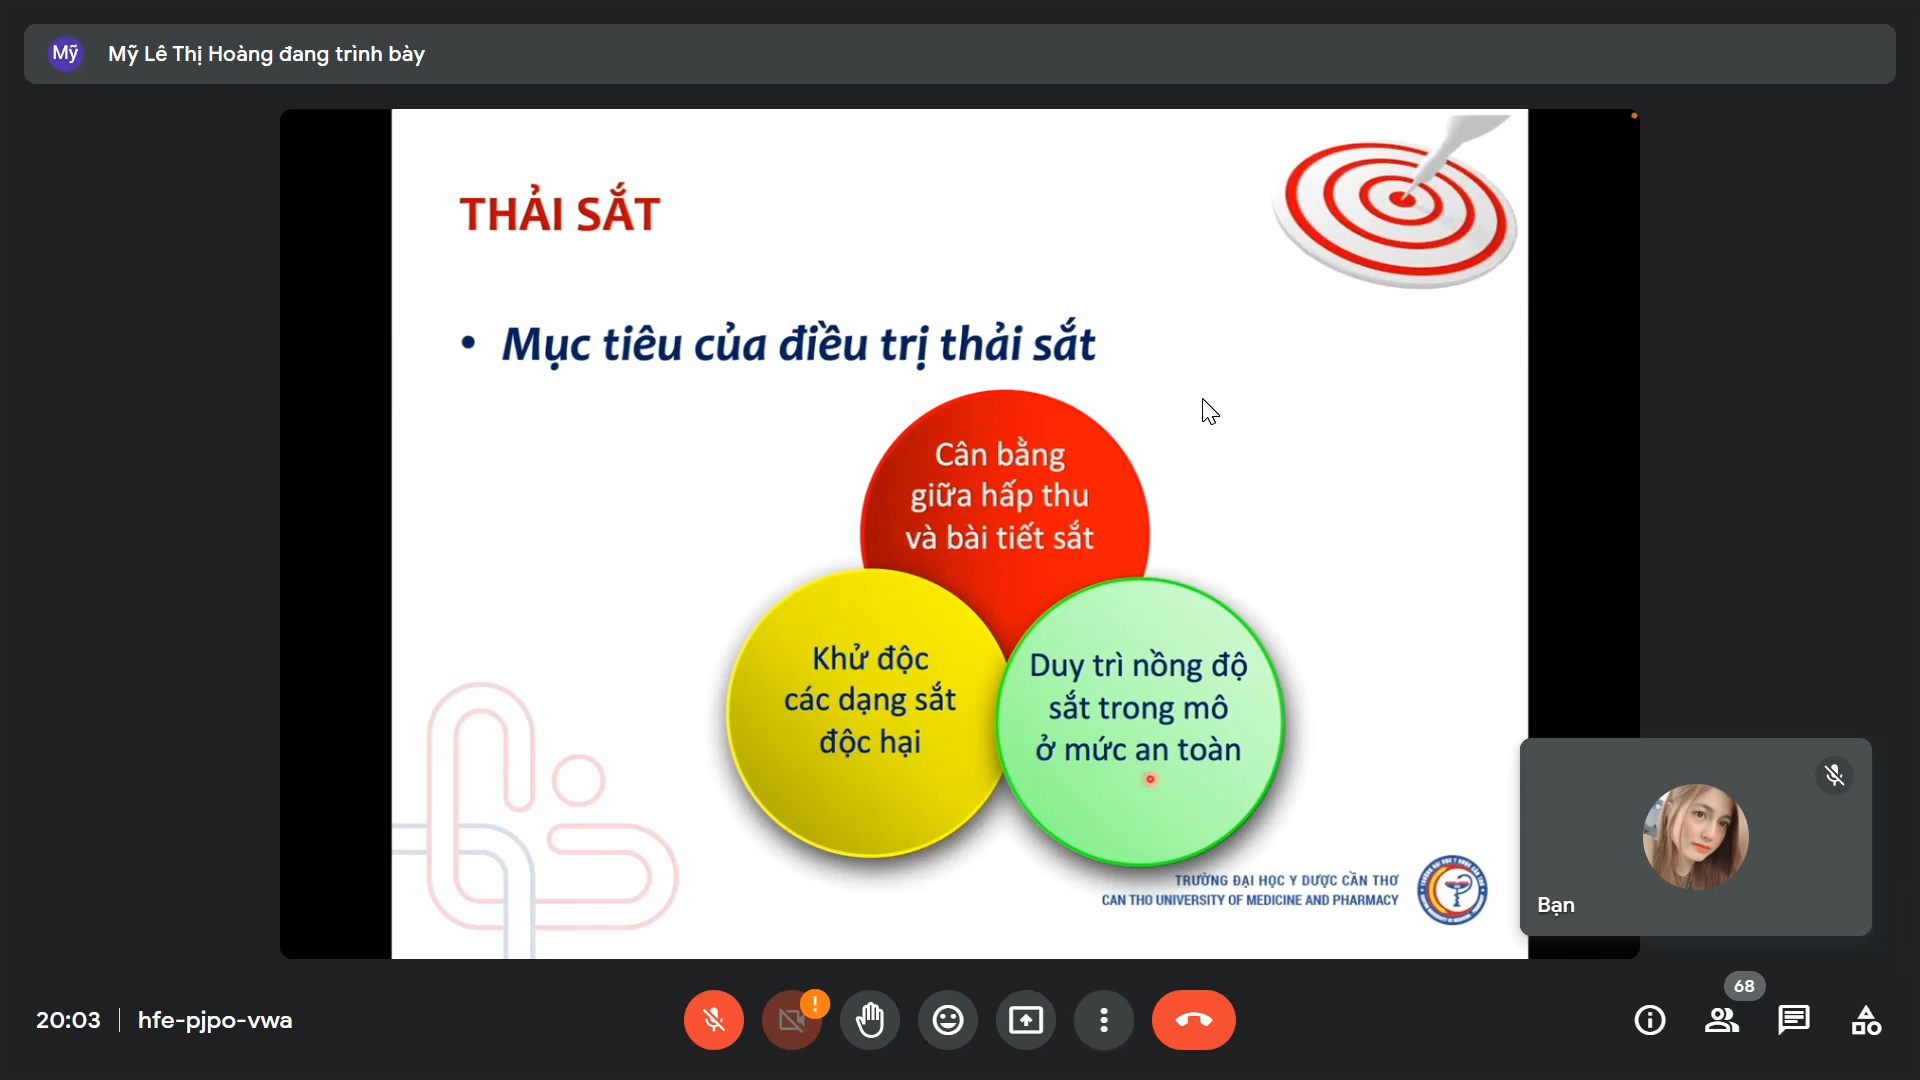 Mỹ
Mỹ Lê Thị Hoàng đang trình bày
THẢI SẮT
• Mục tiêu của điều trị thải sắt
Cân bằng
giữa hấp thu
và bài tiết sắt
Khử độc
các dạng sắt
độc hại
Duy trì nồng độ
sắt trong mô
ở mức an toàn
TRƯỜNG ĐẠI HỌC Y DƯỢC CẦN THƠ
CAN THO UNIVERSITY OF MEDICINE AND PHARMACY
Bạn
68
20:03
hfe-pjpo-vwa